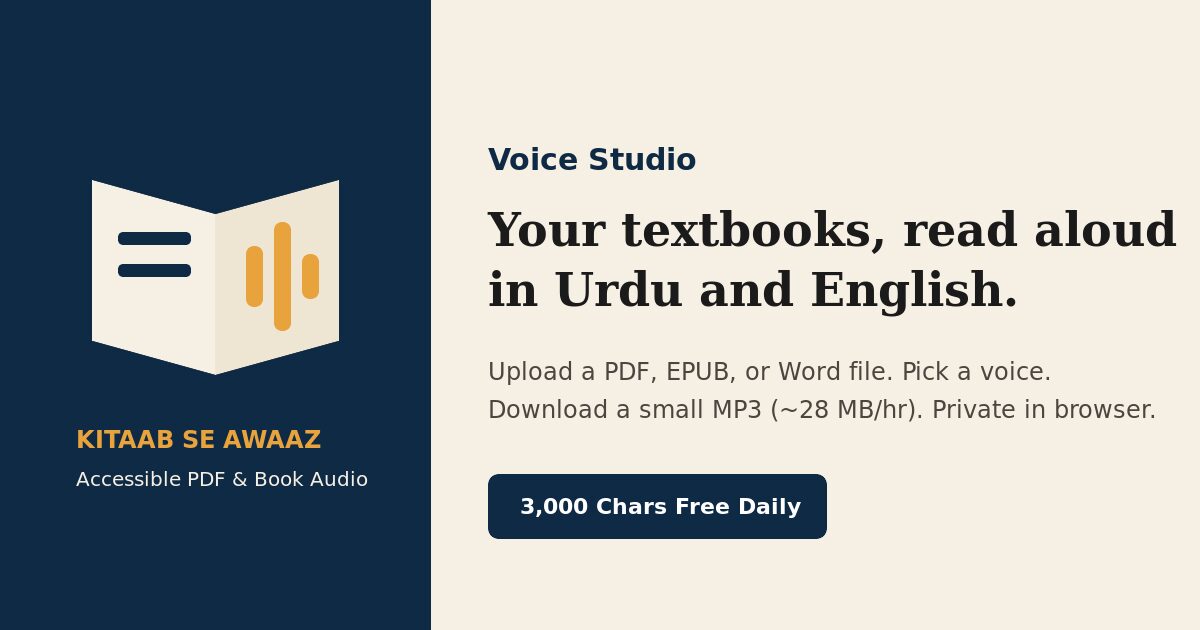 KITAAB SE AWAAZ
Accessible PDF & Book Audio
Voice Studio
Your textbooks, read aloud
in Urdu and English.
Upload a PDF, EPUB, or Word file. Pick a voice.
Download a small MP3 (~28 MB/hr). Private in browser.
3,000 Chars Free Daily